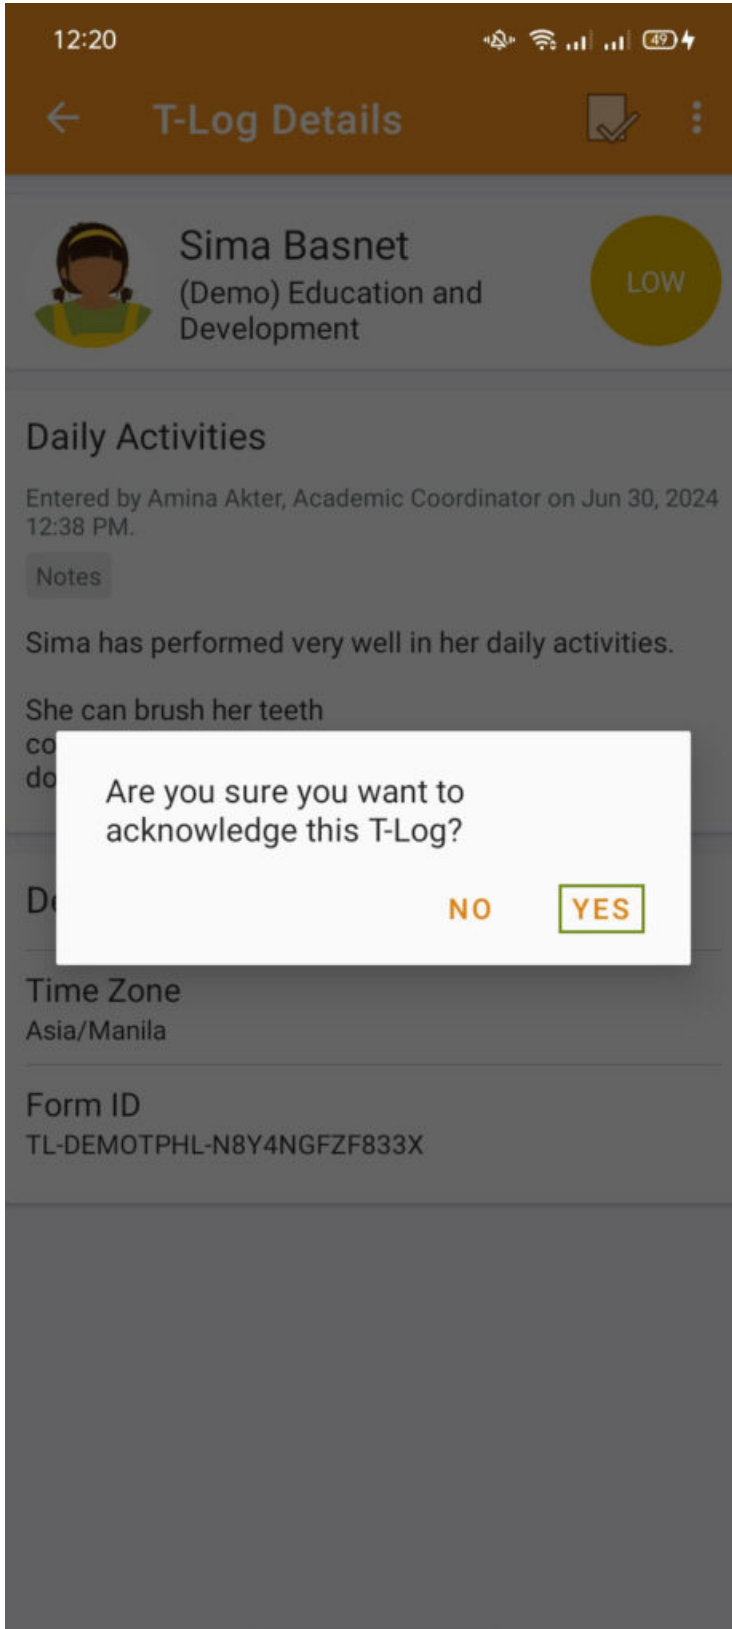 12:20
49
T-Log Details
Sima Basnet
(Demo) Education and
Development
LOW
Daily Activities
Entered by Amina Akter, Academic Coordinator on Jun 30, 2024
12:38 PM.
Notes
Sima has performed very well in her daily activities.
She can brush her teeth
co
do
Are you sure you want to
acknowledge this T-Log?
NO YES
De
Time Zone
Asia/Manila
Form ID
TL-DEMOTPHL-N8Y4NGFZF833X